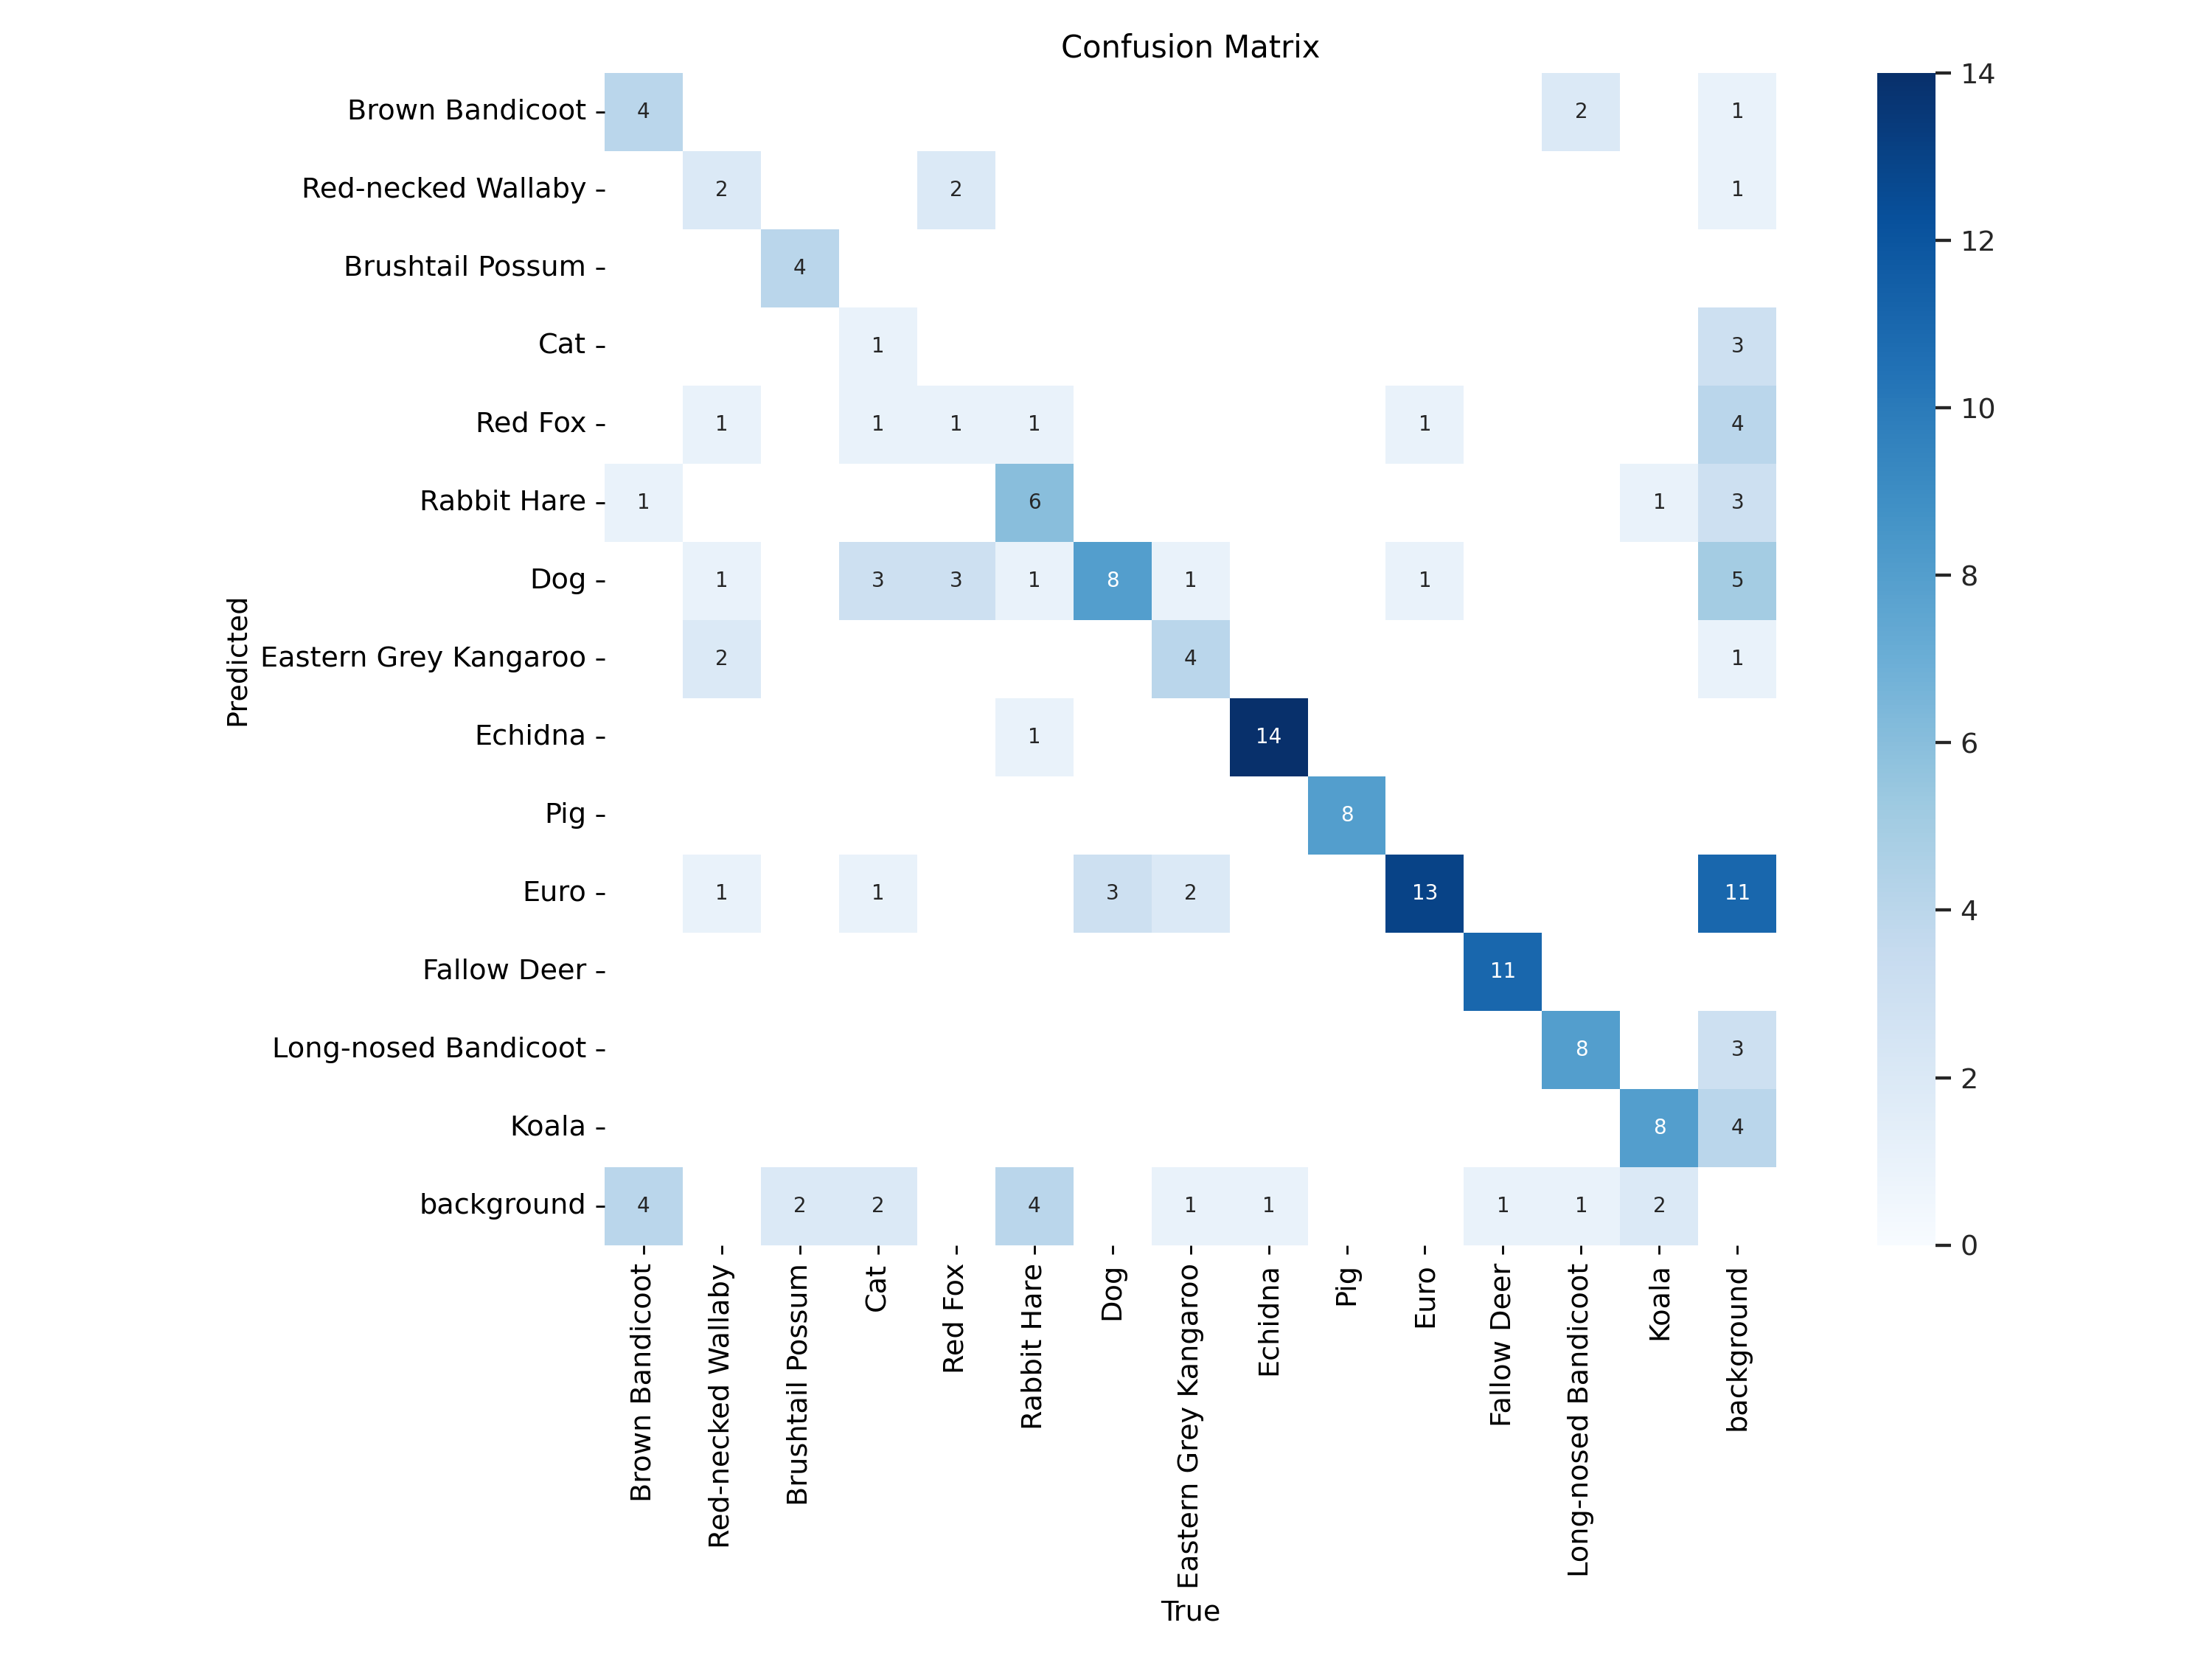 Confusion Matrix
Predicted
Brown Bandicoot 4 2 1
Red-necked Wallaby 2 2 1
Brushtail Possum 4
Cat 1 3
Red Fox 1 1 1 1 1 4
Rabbit Hare 1 6 1 3
Dog 1 3 3 1 8 1 1 5
Eastern Grey Kangaroo 2 4 1
Echidna 1 14
Pig 8
Euro 1 1 3 2 13 11
Fallow Deer 11
Long-nosed Bandicoot 8 3
Koala 8 4
background 4 2 2 4 1 1 1 1 2
Brown Bandicoot
Red-necked Wallaby
Brushtail Possum
Cat
Red Fox
Rabbit Hare
Dog
Eastern Grey Kangaroo
Echidna
Pig
Euro
Fallow Deer
Long-nosed Bandicoot
Koala
background
True
14
12
10
8
6
4
2
0